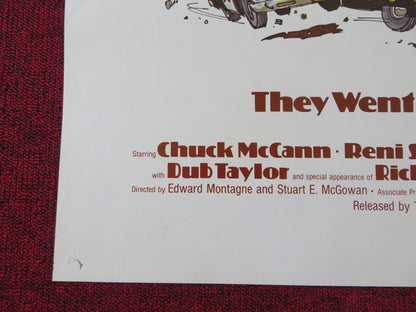 They Went
Starring Chuck McCann · Reni S
with Dub Taylor and special appearance of Rich
Directed by Edward Montagne and Stuart E. McGowan · Associate Pr
Released by T